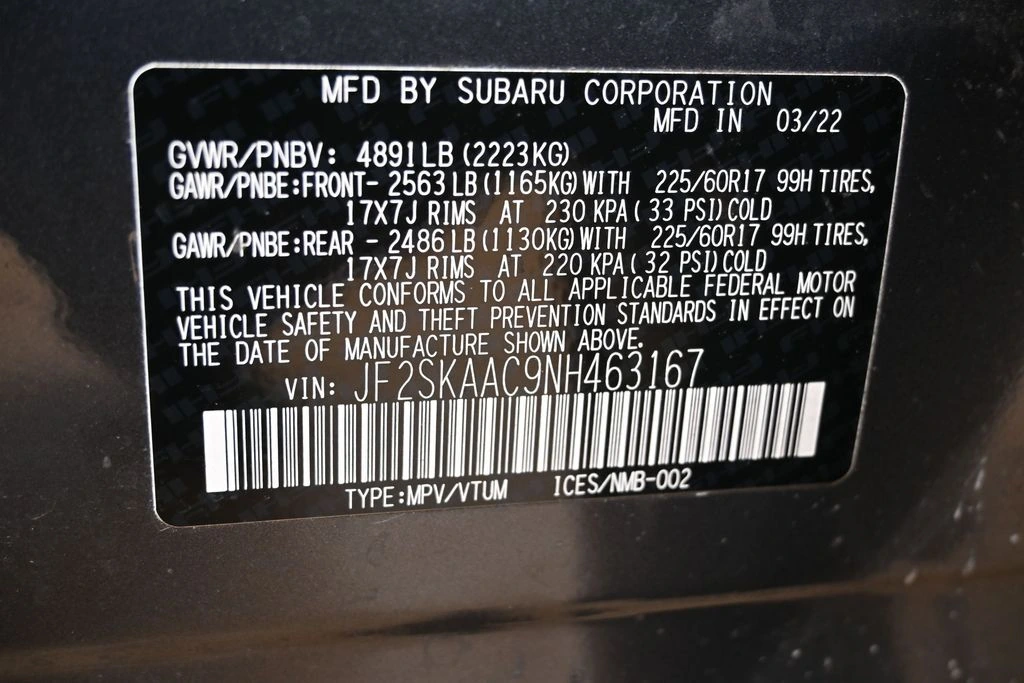 MFD BY SUBARU CORPORATION
MFD IN 03/22
GVWR/PNBV: 4891LB (2223KG)
GAWR/PNBE:FRONT- 2563 LB (1165KG) WITH 225/60R17 99H TIRES,
17X7J RIMS AT 230 KPA ( 33 PSI) COLD
GAWR/PNBE:REAR - 2486 LB (1130KG) WITH 225/60R17 99H TIRES,
17X7J RIMS AT 220 KPA ( 32 PSI) COLD
THIS VEHICLE CONFORMS TO ALL APPLICABLE FEDERAL MOTOR
VEHICLE SAFETY AND THEFT PREVENTION STANDARDS IN EFFECT ON
THE DATE OF MANUFACTURE SHOWN ABOVE.
VIN: JF2SKAAC9NH463167
TYPE:MPV/VTUM ICES/NMB-002